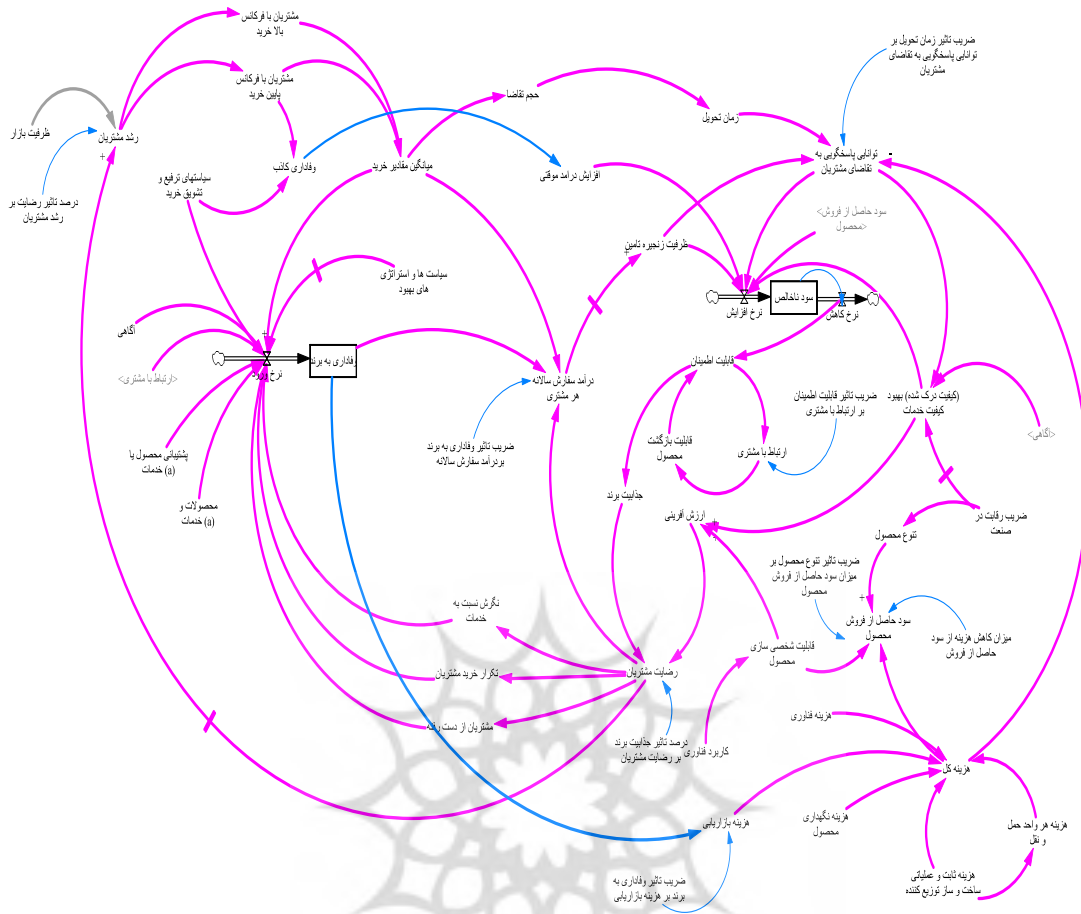 مشتریان با فرکانس
بالا خرید
مشتریان با فرکانس
پایین خرید
ضریب تاثیر زمان تحویل بر
توانایی پاسخگویی به تقاضای
مشتریان
حجم تقاضا
زمان تحویل
ظرفیت بازار
رشد مشتریان
+
درصد تاثیر رضایت بر
رشد مشتریان
سیاستهای ترفیع و
تشویق خرید
وفاداری کاذب
میانگین مقادیر خرید
افزایش درامد موقتی
توانایی پاسخگویی به
تقاضای مشتریان
-
<سود حاصل از فروش
محصول>
ظرفیت زنجیره تامین
+
سیاست ها و استراتژی
های بهبود
سود ناخالص
نرخ افزایش
نرخ کاهش
آگاهی
<ارتباط با مشتری>
+
نرخ ورود
وفاداری به برند
درآمد سفارش سالانه
هر مشتری
قابلیت اطمینان
ضریب تاثیر قابلیت اطمینان
بر ارتباط با مشتری
(کیفیت درک شده) بهبود
کیفیت خدمات
<اگاهی>
پشتیبانی محصول یا
خدمات (a)
محصولات و
خدمات (a)
ضریب تاثیر وفاداری به برند
بردرآمد سفارش سالانه
قابلیت بازگشت
محصول
ارتباط با مشتری
جذابیت برند
ارزش آفرینی
+
+
ضریب رقابت در
صنعت
تنوع محصول
ضریب تاثیر تنوع محصول بر
میزان سود حاصل از فروش
محصول
+
سود حاصل از فروش
محصول
میزان کاهش هزینه از سود
حاصل از فروش
نگرش نسبت به
خدمات
تکرار خرید مشتریان
مشتریان از دست رفته
رضایت مشتریان
قابلیت شخصی سازی
محصول
درصد تاثیر جذابیت برند
بر رضایت مشتریان
کاربرد فناوری
هزینه فناوری
هزینه کل
هزینه بازاریابی
هزینه نگهداری
محصول
هزینه هر واحد حمل
و نقل
هزینه ثابت و عملیاتی
ساخت و ساز توزیع کننده
ضریب تاثیر وفاداری به
برند بر هزینه بازاریابی